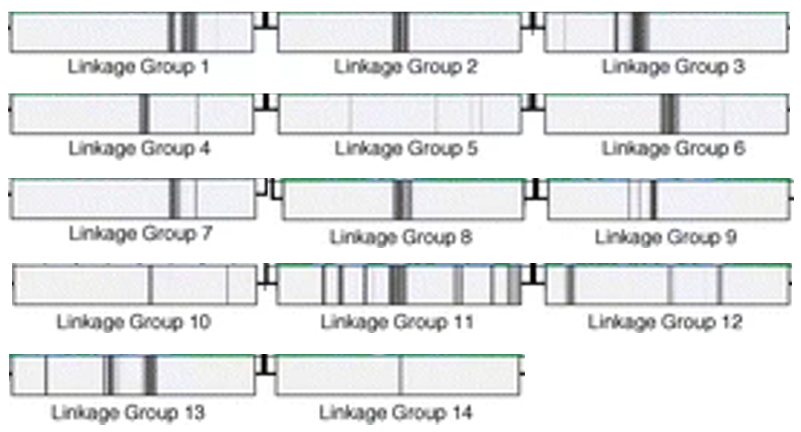 Linkage Group 1
Linkage Group 2
Linkage Group 3
Linkage Group 4
Linkage Group 5
Linkage Group 6
Linkage Group 7
Linkage Group 8
Linkage Group 9
Linkage Group 10
Linkage Group 11
Linkage Group 12
Linkage Group 13
Linkage Group 14